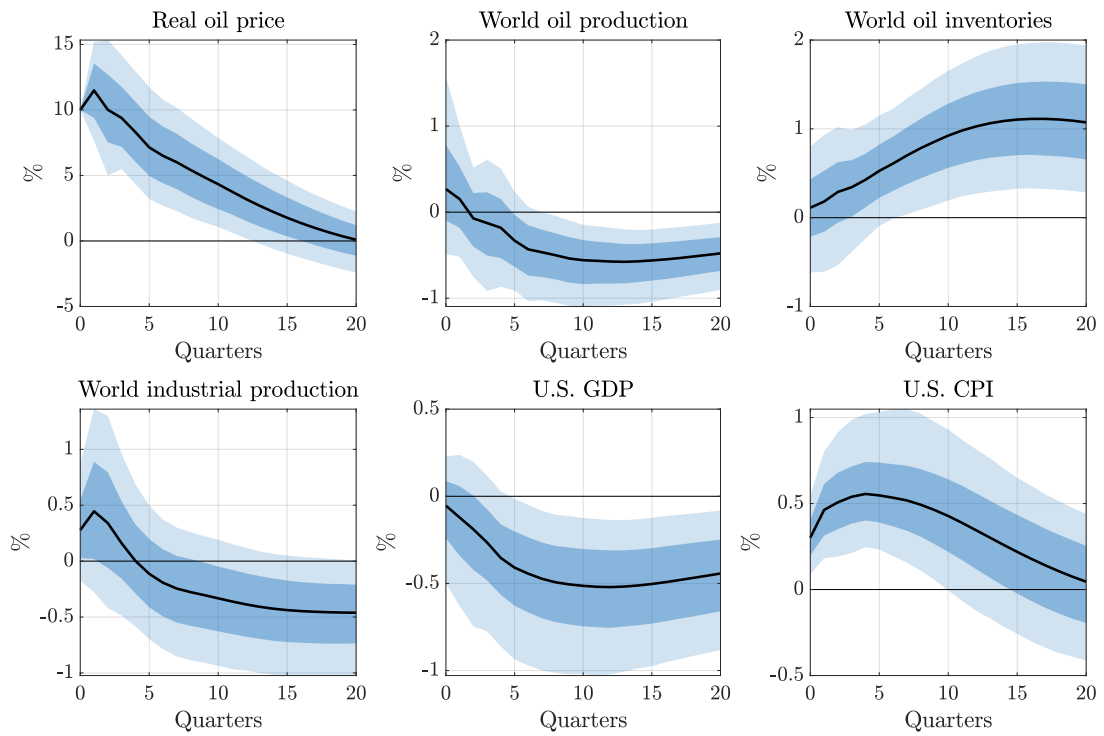 Real oil price
15
10
5
0
-5
%
0 5 10 15 20
Quarters
World oil production
2
1
0
-1
%
0 5 10 15 20
Quarters
World oil inventories
2
1
0
-1
%
0 5 10 15 20
Quarters
World industrial production
1
0.5
0
-0.5
-1
%
0 5 10 15 20
Quarters
U.S. GDP
0.5
0
-0.5
-1
%
0 5 10 15 20
Quarters
U.S. CPI
1
0.5
0
-0.5
%
0 5 10 15 20
Quarters